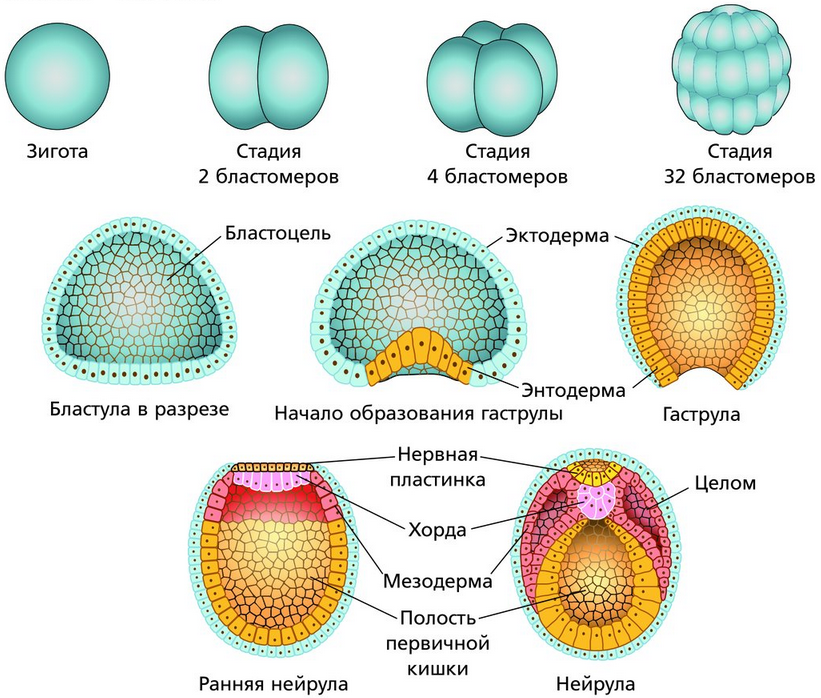 Зигота
Стадия
2 бластомеров
Стадия
4 бластомеров
Стадия
32 бластомеров
Бластоцель
Эктодерма
Энтодерма
Бластула в разрезе
Начало образования гаструлы
Гаструла
Нервная
пластинка
Целом
Хорда
Мезодерма
Полость
первичной
кишки
Ранняя нейрула
Нейрула